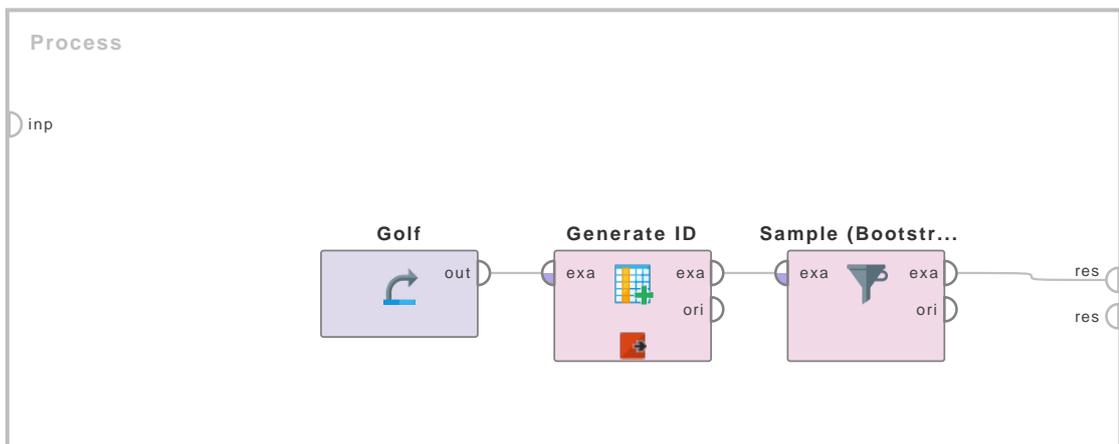 Process
inp
Golf
Generate ID
Sample (Bootstr...
out
exa
exa
ori
exa
exa
ori
res
res